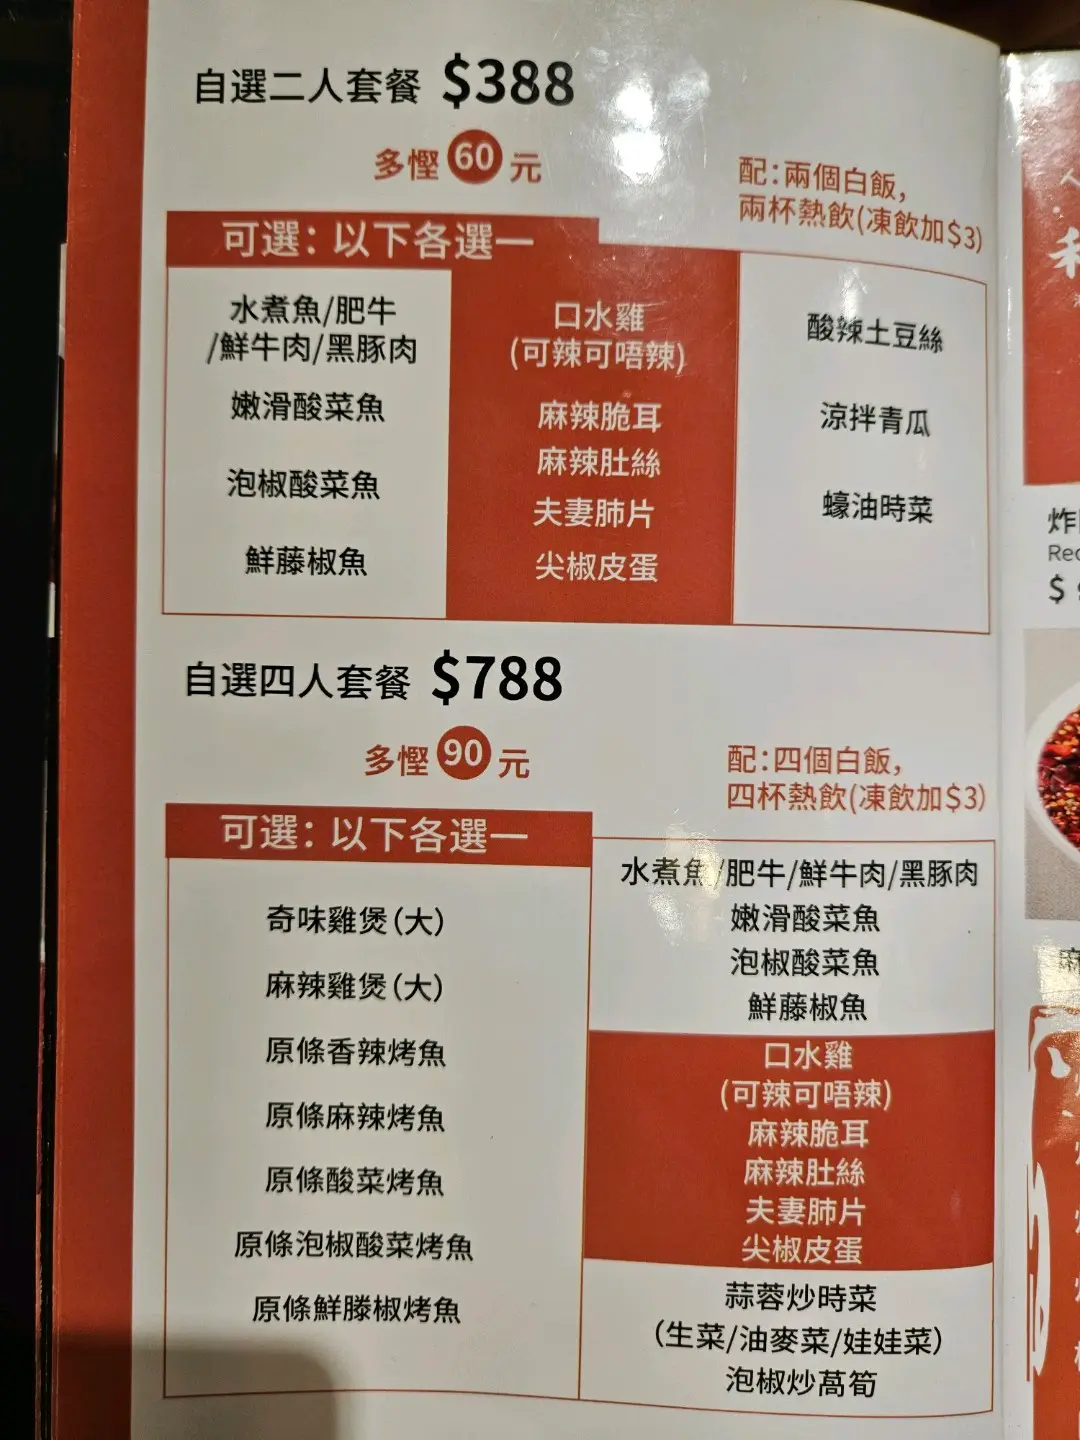 自選二人套餐 $388
多慳 60 元
配：兩個白飯，
兩杯熱飲(凍飲加$3)
可選：以下各選一
水煮魚/肥牛
/鮮牛肉/黑豚肉
嫩滑酸菜魚
泡椒酸菜魚
鮮藤椒魚
口水雞
(可辣可唔辣)
麻辣脆耳
麻辣肚絲
夫妻肺片
尖椒皮蛋
酸辣土豆絲
涼拌青瓜
蠔油時菜
自選四人套餐 $788
多慳 90 元
配：四個白飯，
四杯熱飲(凍飲加$3)
可選：以下各選一
奇味雞煲(大)
麻辣雞煲(大)
原條香辣烤魚
原條麻辣烤魚
原條酸菜烤魚
原條泡椒酸菜烤魚
原條鮮滕椒烤魚
水煮魚/肥牛/鮮牛肉/黑豚肉
嫩滑酸菜魚
泡椒酸菜魚
鮮藤椒魚
口水雞
(可辣可唔辣)
麻辣脆耳
麻辣肚絲
夫妻肺片
尖椒皮蛋
蒜蓉炒時菜
(生菜/油麥菜/娃娃菜)
泡椒炒萵筍
人
炸
Rec
$
麻